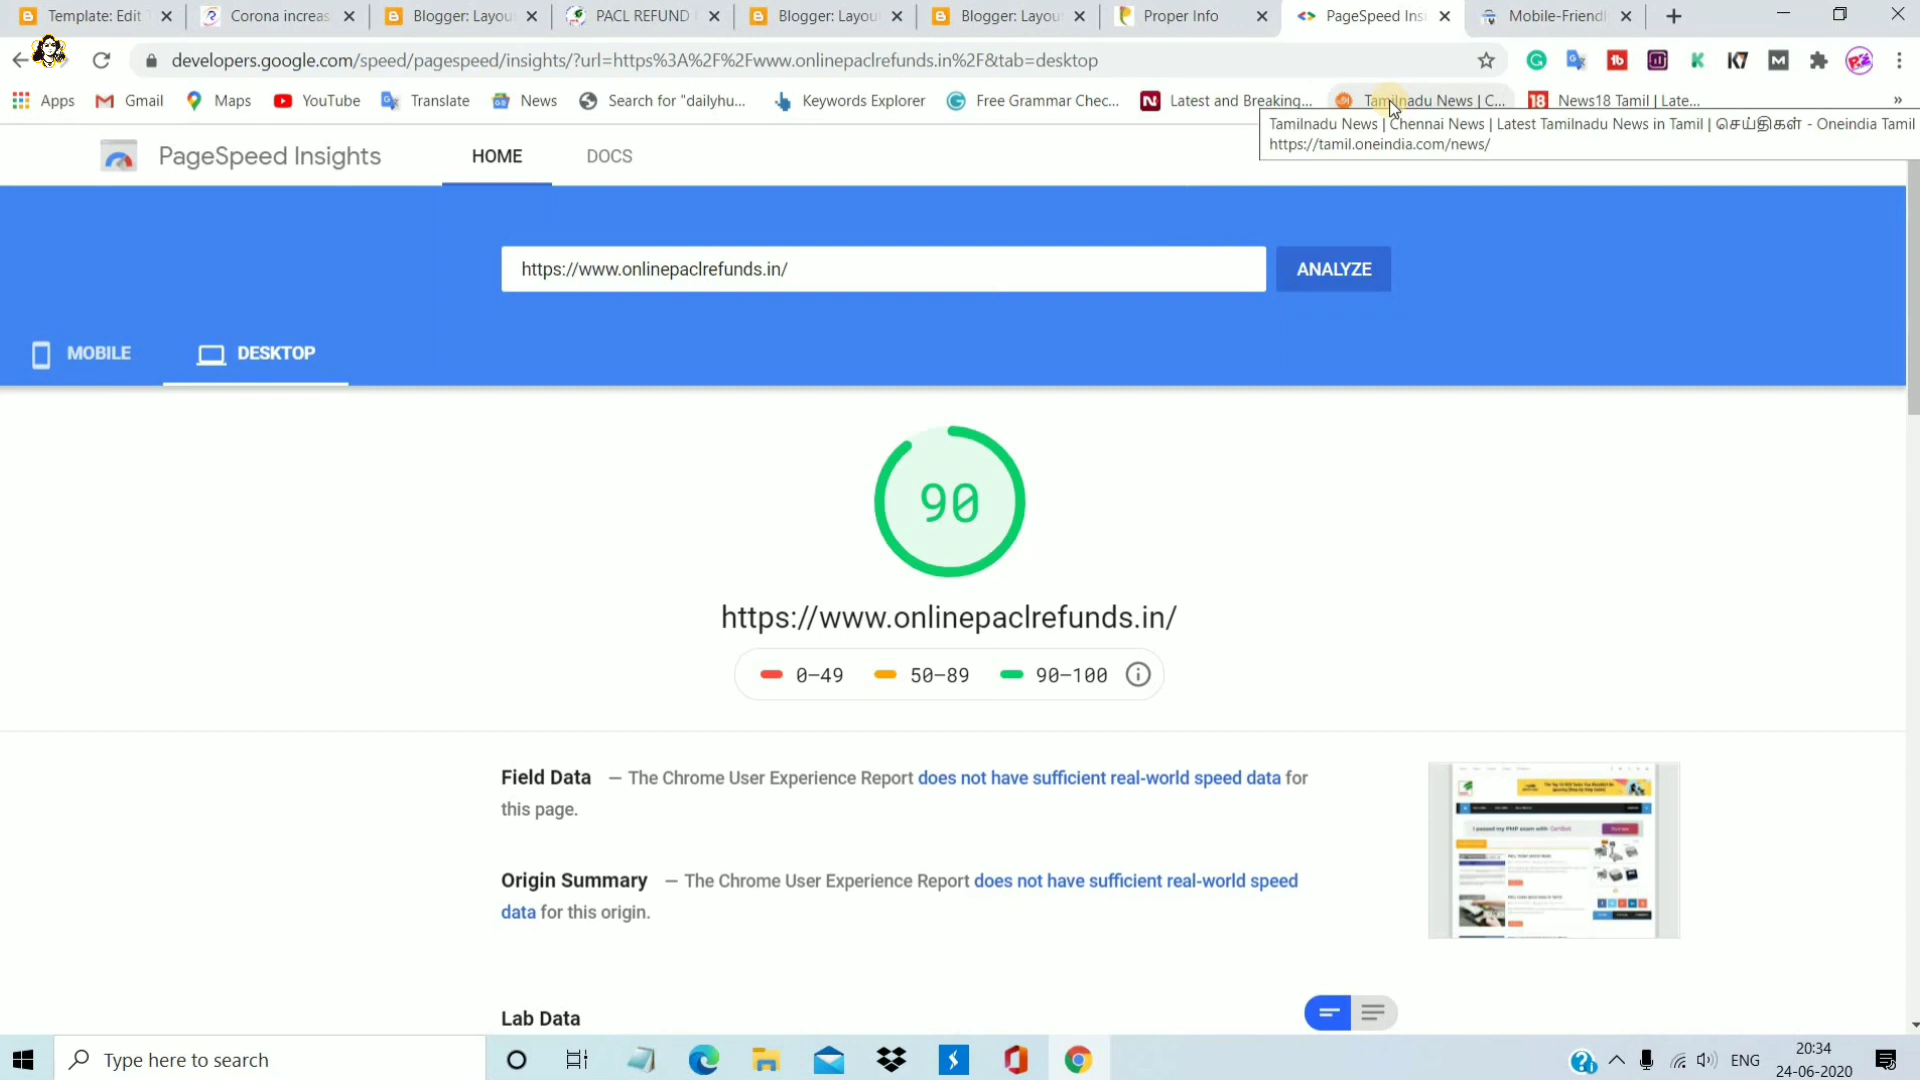 Template: Edit T
Corona increas
Blogger: Layou
PACL REFUND
Blogger: Layou
Blogger: Layou
Proper Info
PageSpeed Ins
Mobile-Friendl
developers.google.com/speed/pagespeed/insights/?url=https%3A%2F%2Fwww.onlinepaclrefunds.in%2F&tab=desktop
Apps
Gmail
Maps
YouTube
Translate
News
Search for "dailyhu...
Keywords Explorer
Free Grammar Chec...
Latest and Breaking...
Tamilnadu News | C...
News18 Tamil | Late...
»
Tamilnadu News | Chennai News | Latest Tamilnadu News in Tamil | செய்திகள் - Oneindia Tamil
https://tamil.oneindia.com/news/
PageSpeed Insights
HOME
DOCS
https://www.onlinepaclrefunds.in/
ANALYZE
MOBILE
DESKTOP
90
https://www.onlinepaclrefunds.in/
0–49
50–89
90–100
Field Data — The Chrome User Experience Report does not have sufficient real-world speed data for
this page.
Origin Summary — The Chrome User Experience Report does not have sufficient real-world speed
data for this origin.
Lab Data
Type here to search
ENG
20:34
24-06-2020